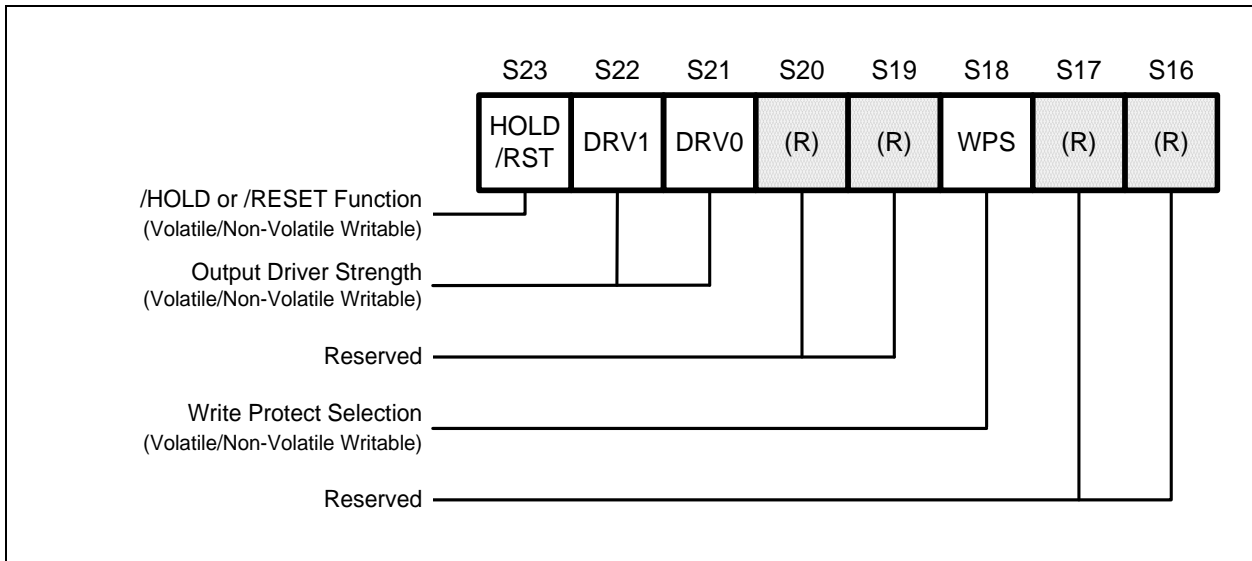 S23 S22 S21 S20 S19 S18 S17 S16
HOLD
/RST DRV1 DRV0 (R) (R) WPS (R) (R)
/HOLD or /RESET Function
(Volatile/Non-Volatile Writable)
Output Driver Strength
(Volatile/Non-Volatile Writable)
Reserved
Write Protect Selection
(Volatile/Non-Volatile Writable)
Reserved